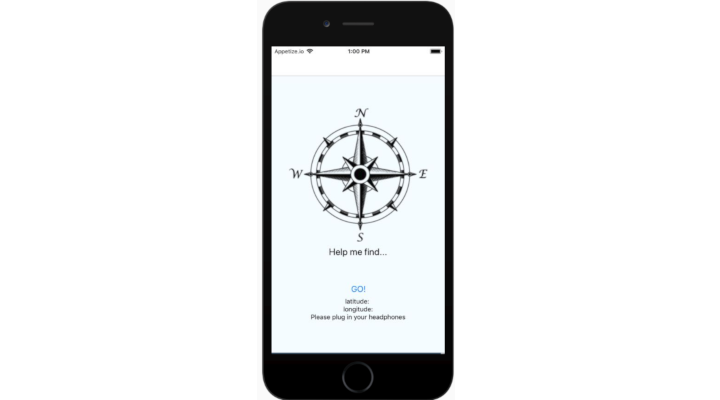 Appetize.io 1:00 PM
N
W E
S
Help me find...
GO!
latitude:
longitude:
Please plug in your headphones